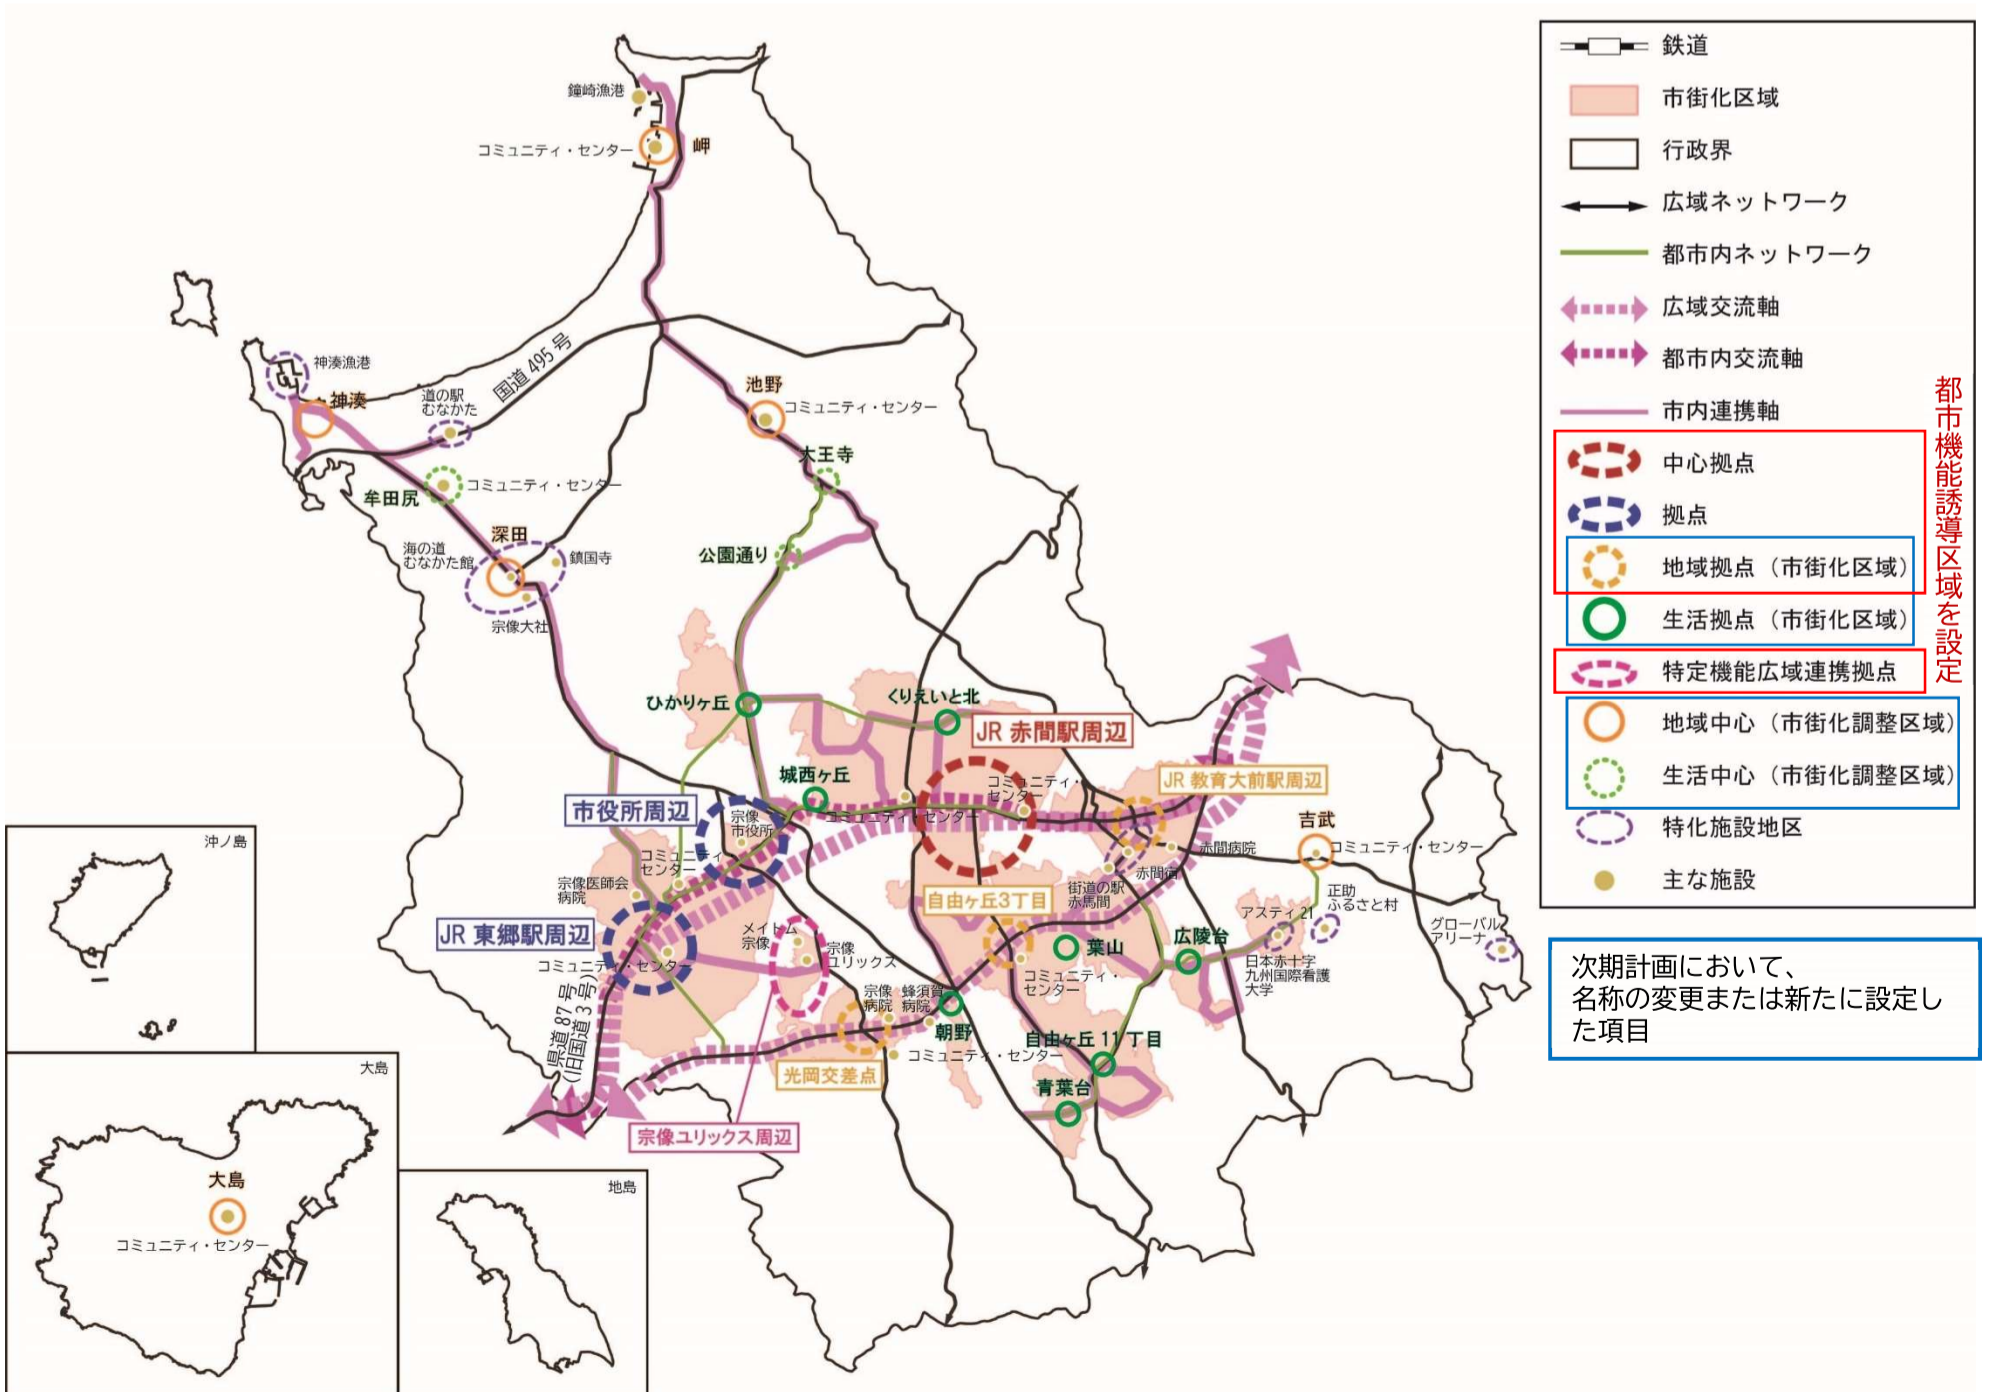 鐘崎漁港
コミュニティ・センター
岬
神湊漁港
神湊
道の駅
むなかた
国道 495 号
池野
コミュニティ・センター
大王寺
牟田尻
コミュニティ・センター
深田
海の道
むなかた館
鎮国寺
宗像大社
公園通り
ひかりヶ丘
くりえいと北
JR 赤間駅周辺
城西ヶ丘
コミュニティ・
センター
JR 教育大前駅周辺
市役所周辺
宗像
市役所
コミュニティ・センター
コミュニティ・
センター
吉武
コミュニティ・センター
赤間病院
赤間宿
街道の駅
赤馬館
宗像医師会
病院
自由ヶ丘3丁目
正助
ふるさと村
アスティ 21
グローバル
アリーナ
JR 東郷駅周辺
メイトム
宗像
宗像
ユリックス
葉山
広陵台
コミュニティ・センター
コミュニティ・
センター
日本赤十字
九州国際看護
大学
宗像
病院
蜂須賀
病院
朝野
県道 87 号
(旧国道 3 号)
自由ヶ丘 11 丁目
コミュニティ・センター
光岡交差点
青葉台
宗像ユリックス周辺
沖ノ島
大島
大島
コミュニティ・センター
地島
鉄道
市街化区域
行政界
広域ネットワーク
都市内ネットワーク
広域交流軸
都市内交流軸
市内連携軸
中心拠点
拠点
地域拠点（市街化区域）
生活拠点（市街化区域）
特定機能広域連携拠点
地域中心（市街化調整区域）
生活中心（市街化調整区域）
特化施設地区
主な施設
都市機能誘導区域を設定
次期計画において、
名称の変更または新たに設定し
た項目